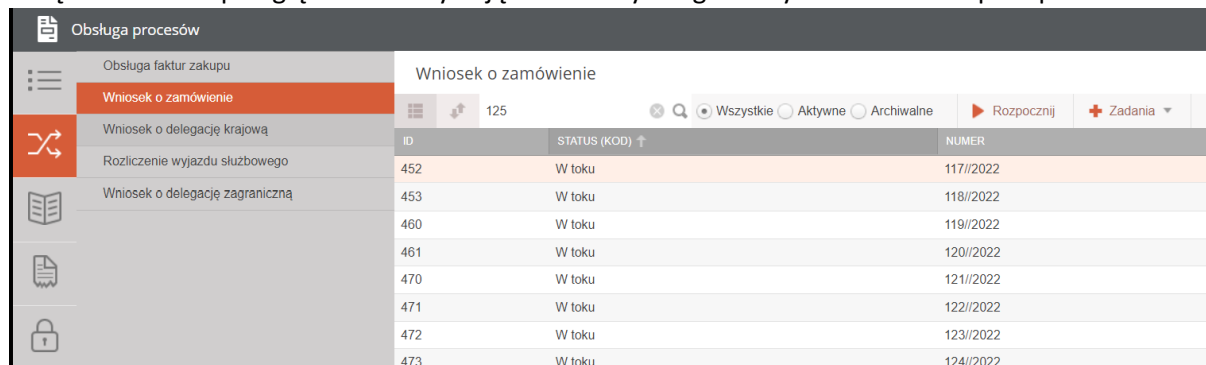 Obsługa procesów
Obsługa faktur zakupu
Wniosek o zamówienie
Wniosek o delegację krajową
Rozliczenie wyjazdu służbowego
Wniosek o delegację zagraniczną
Wniosek o zamówienie
125 Wszystkie Aktywne Archiwalne Rozpocznij Zadania
ID STATUS (KOD) NUMER
452 W toku 117//2022
453 W toku 118//2022
460 W toku 119//2022
461 W toku 120//2022
470 W toku 121//2022
471 W toku 122//2022
472 W toku 123//2022
473 W toku 124//2022